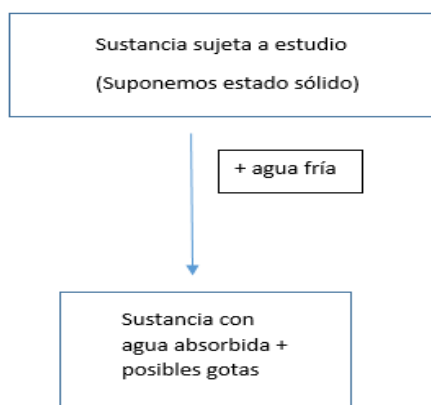 Sustancia sujeta a estudio
(Suponemos estado sólido)
+ agua fría
Sustancia con
agua absorbida +
posibles gotas